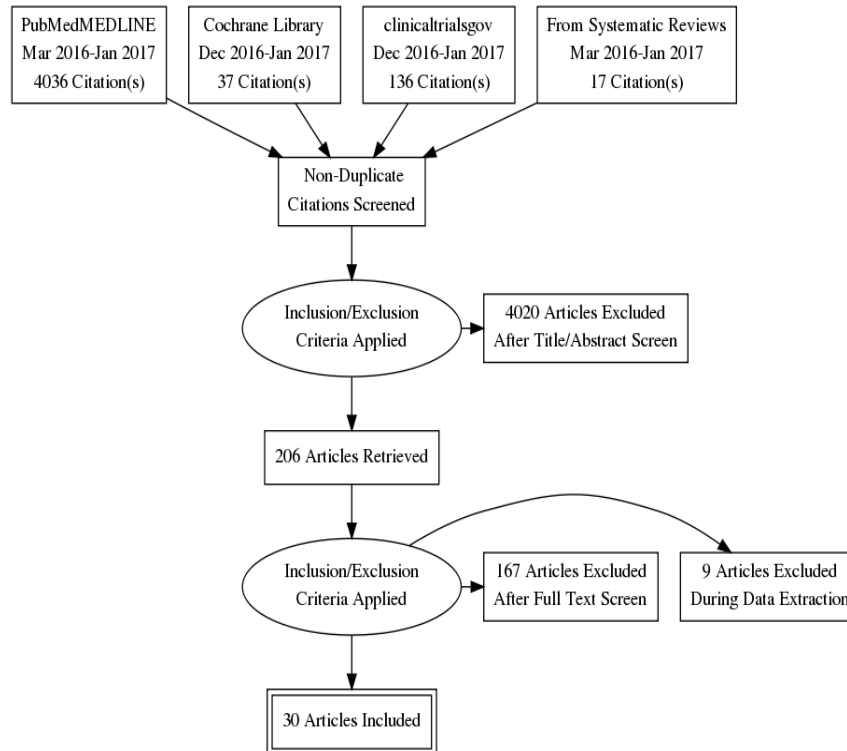 PubMedMEDLINE
Mar 2016-Jan 2017
4036 Citation(s)
Cochrane Library
Dec 2016-Jan 2017
37 Citation(s)
clinicaltrialsgov
Dec 2016-Jan 2017
136 Citation(s)
From Systematic Reviews
Mar 2016-Jan 2017
17 Citation(s)
Non-Duplicate
Citations Screened
Inclusion/Exclusion
Criteria Applied
4020 Articles Excluded
After Title/Abstract Screen
206 Articles Retrieved
Inclusion/Exclusion
Criteria Applied
167 Articles Excluded
After Full Text Screen
9 Articles Excluded
During Data Extraction
30 Articles Included